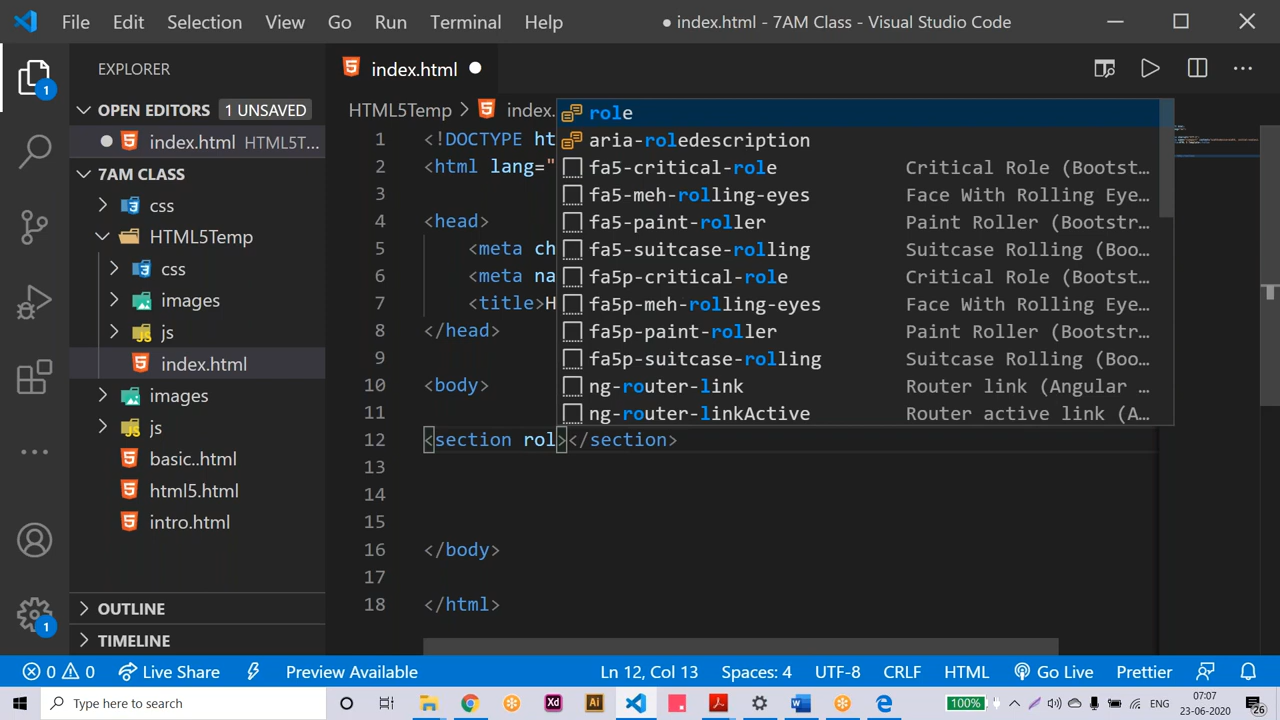 File Edit Selection View Go Run Terminal Help ● index.html - 7AM Class - Visual Studio Code
EXPLORER
index.html
OPEN EDITORS 1 UNSAVED
index.html HTML5T...
7AM CLASS
css
HTML5Temp
css
images
js
index.html
images
js
basic..html
html5.html
intro.html
OUTLINE
TIMELINE
1
1
HTML5Temp > index.
1 <!DOCTYPE ht
2 <html lang="
3
4 <head>
5 <meta ch
6 <meta na
7 <title>H
8 </head>
9
10 <body>
11
12 <section rol></section>
13
14
15
16 </body>
17
18 </html>
role
aria-roledescription
fa5-critical-role Critical Role (Bootst...
fa5-meh-rolling-eyes Face With Rolling Eye...
fa5-paint-roller Paint Roller (Bootstr...
fa5-suitcase-rolling Suitcase Rolling (Boo...
fa5p-critical-role Critical Role (Bootst...
fa5p-meh-rolling-eyes Face With Rolling Eye...
fa5p-paint-roller Paint Roller (Bootstr...
fa5p-suitcase-rolling Suitcase Rolling (Boo...
ng-router-link Router link (Angular ...
ng-router-linkActive Router active link (A...
0 0 Live Share Preview Available Ln 12, Col 13 Spaces: 4 UTF-8 CRLF HTML Go Live Prettier
Type here to search
Xd Ai 100% ENG
07:07
23-06-2020
26